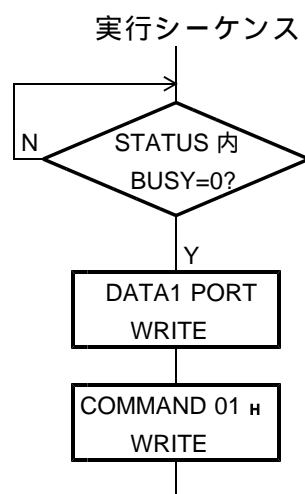 実行シーケンス
STATUS 内
BUSY=0?
N
Y
DATA1 PORT
WRITE
COMMAND 01 H
WRITE